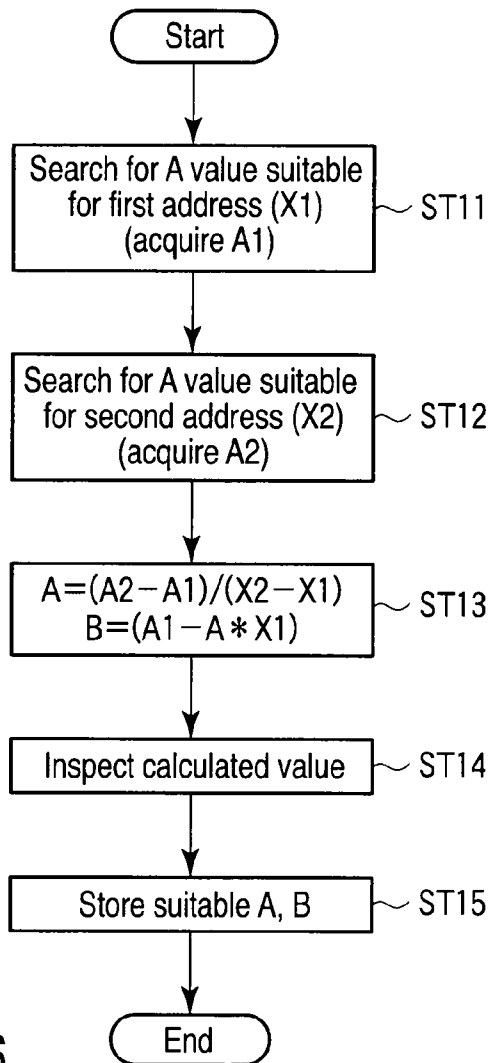 Start
Search for A value suitable
for first address (X1)
(acquire A1)
ST11
Search for A value suitable
for second address (X2)
(acquire A2)
ST12
A=(A2−A1)/(X2−X1)
B=(A1−A*X1)
ST13
Inspect calculated value
ST14
Store suitable A, B
ST15
End